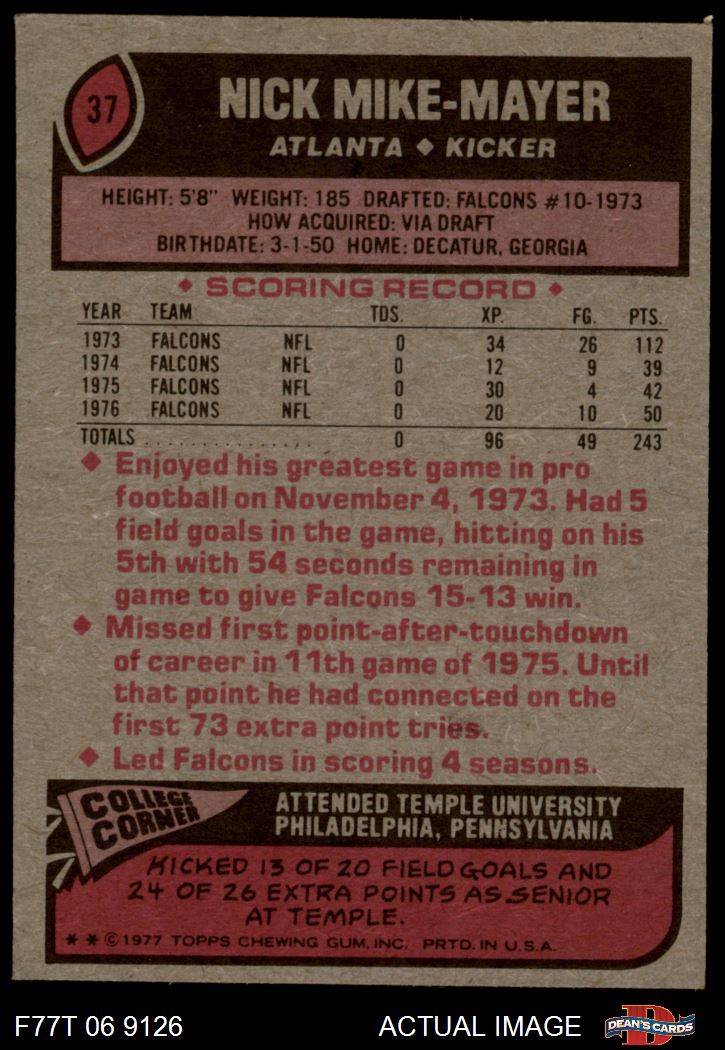 37
NICK MIKE-MAYER
ATLANTA ◆ KICKER
HEIGHT: 5'8" WEIGHT: 185 DRAFTED: FALCONS #10-1973
HOW ACQUIRED: VIA DRAFT
BIRTHDATE: 3-1-50 HOME: DECATUR, GEORGIA
◆ SCORING RECORD ◆
YEAR TEAM TDS. XP. FG. PTS.
1973 FALCONS NFL 0 34 26 112
1974 FALCONS NFL 0 12 9 39
1975 FALCONS NFL 0 30 4 42
1976 FALCONS NFL 0 20 10 50
TOTALS . . . . . . . . . . . . . . . . 0 96 49 243
◆ Enjoyed his greatest game in pro
football on November 4, 1973. Had 5
field goals in the game, hitting on his
5th with 54 seconds remaining in
game to give Falcons 15-13 win.
◆ Missed first point-after-touchdown
of career in 11th game of 1975. Until
that point he had connected on the
first 73 extra point tries.
◆ Led Falcons in scoring 4 seasons.
COLLEGE
CORNER
ATTENDED TEMPLE UNIVERSITY
PHILADELPHIA, PENNSYLVANIA
KICKED 13 OF 20 FIELD GOALS AND
24 OF 26 EXTRA POINTS AS SENIOR
AT TEMPLE.
* * © 1977 TOPPS CHEWING GUM, INC. PRTD. IN U.S.A.
F77T 06 9126 ACTUAL IMAGE
D
DEAN'S CARDS